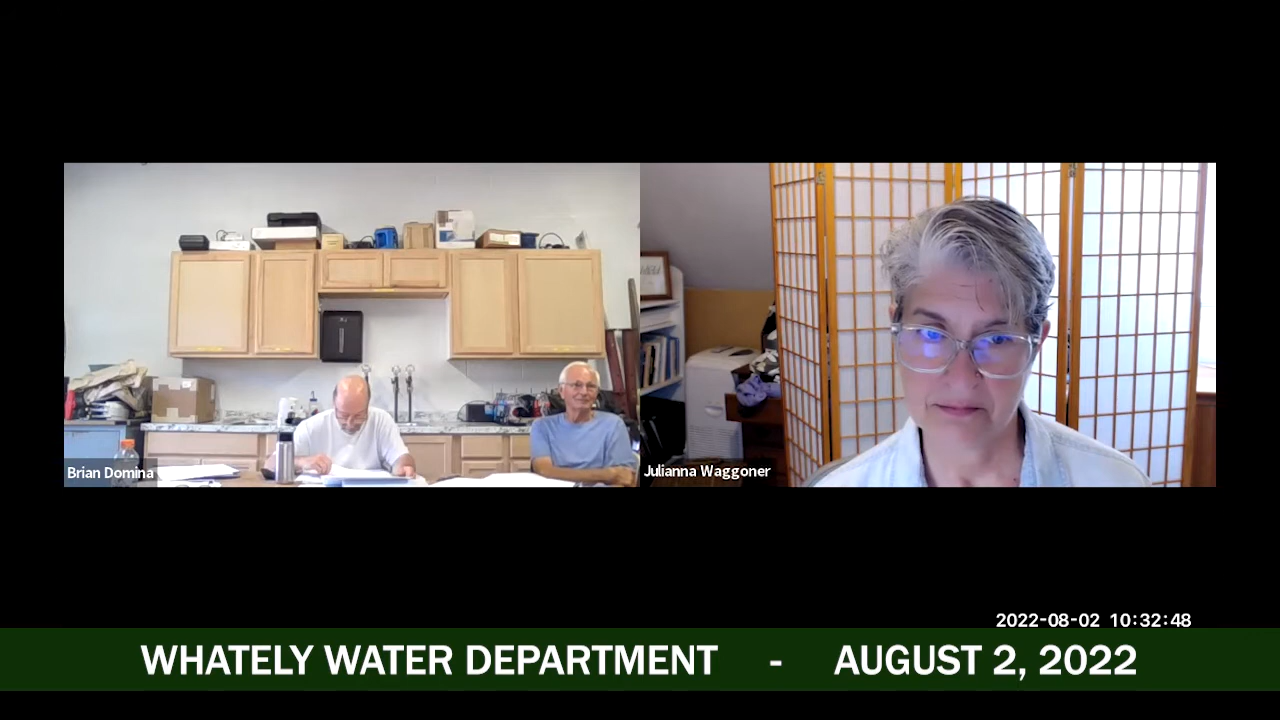 Brian Domina
Julianna Waggoner
2022-08-02 10:32:48
WHATELY WATER DEPARTMENT - AUGUST 2, 2022